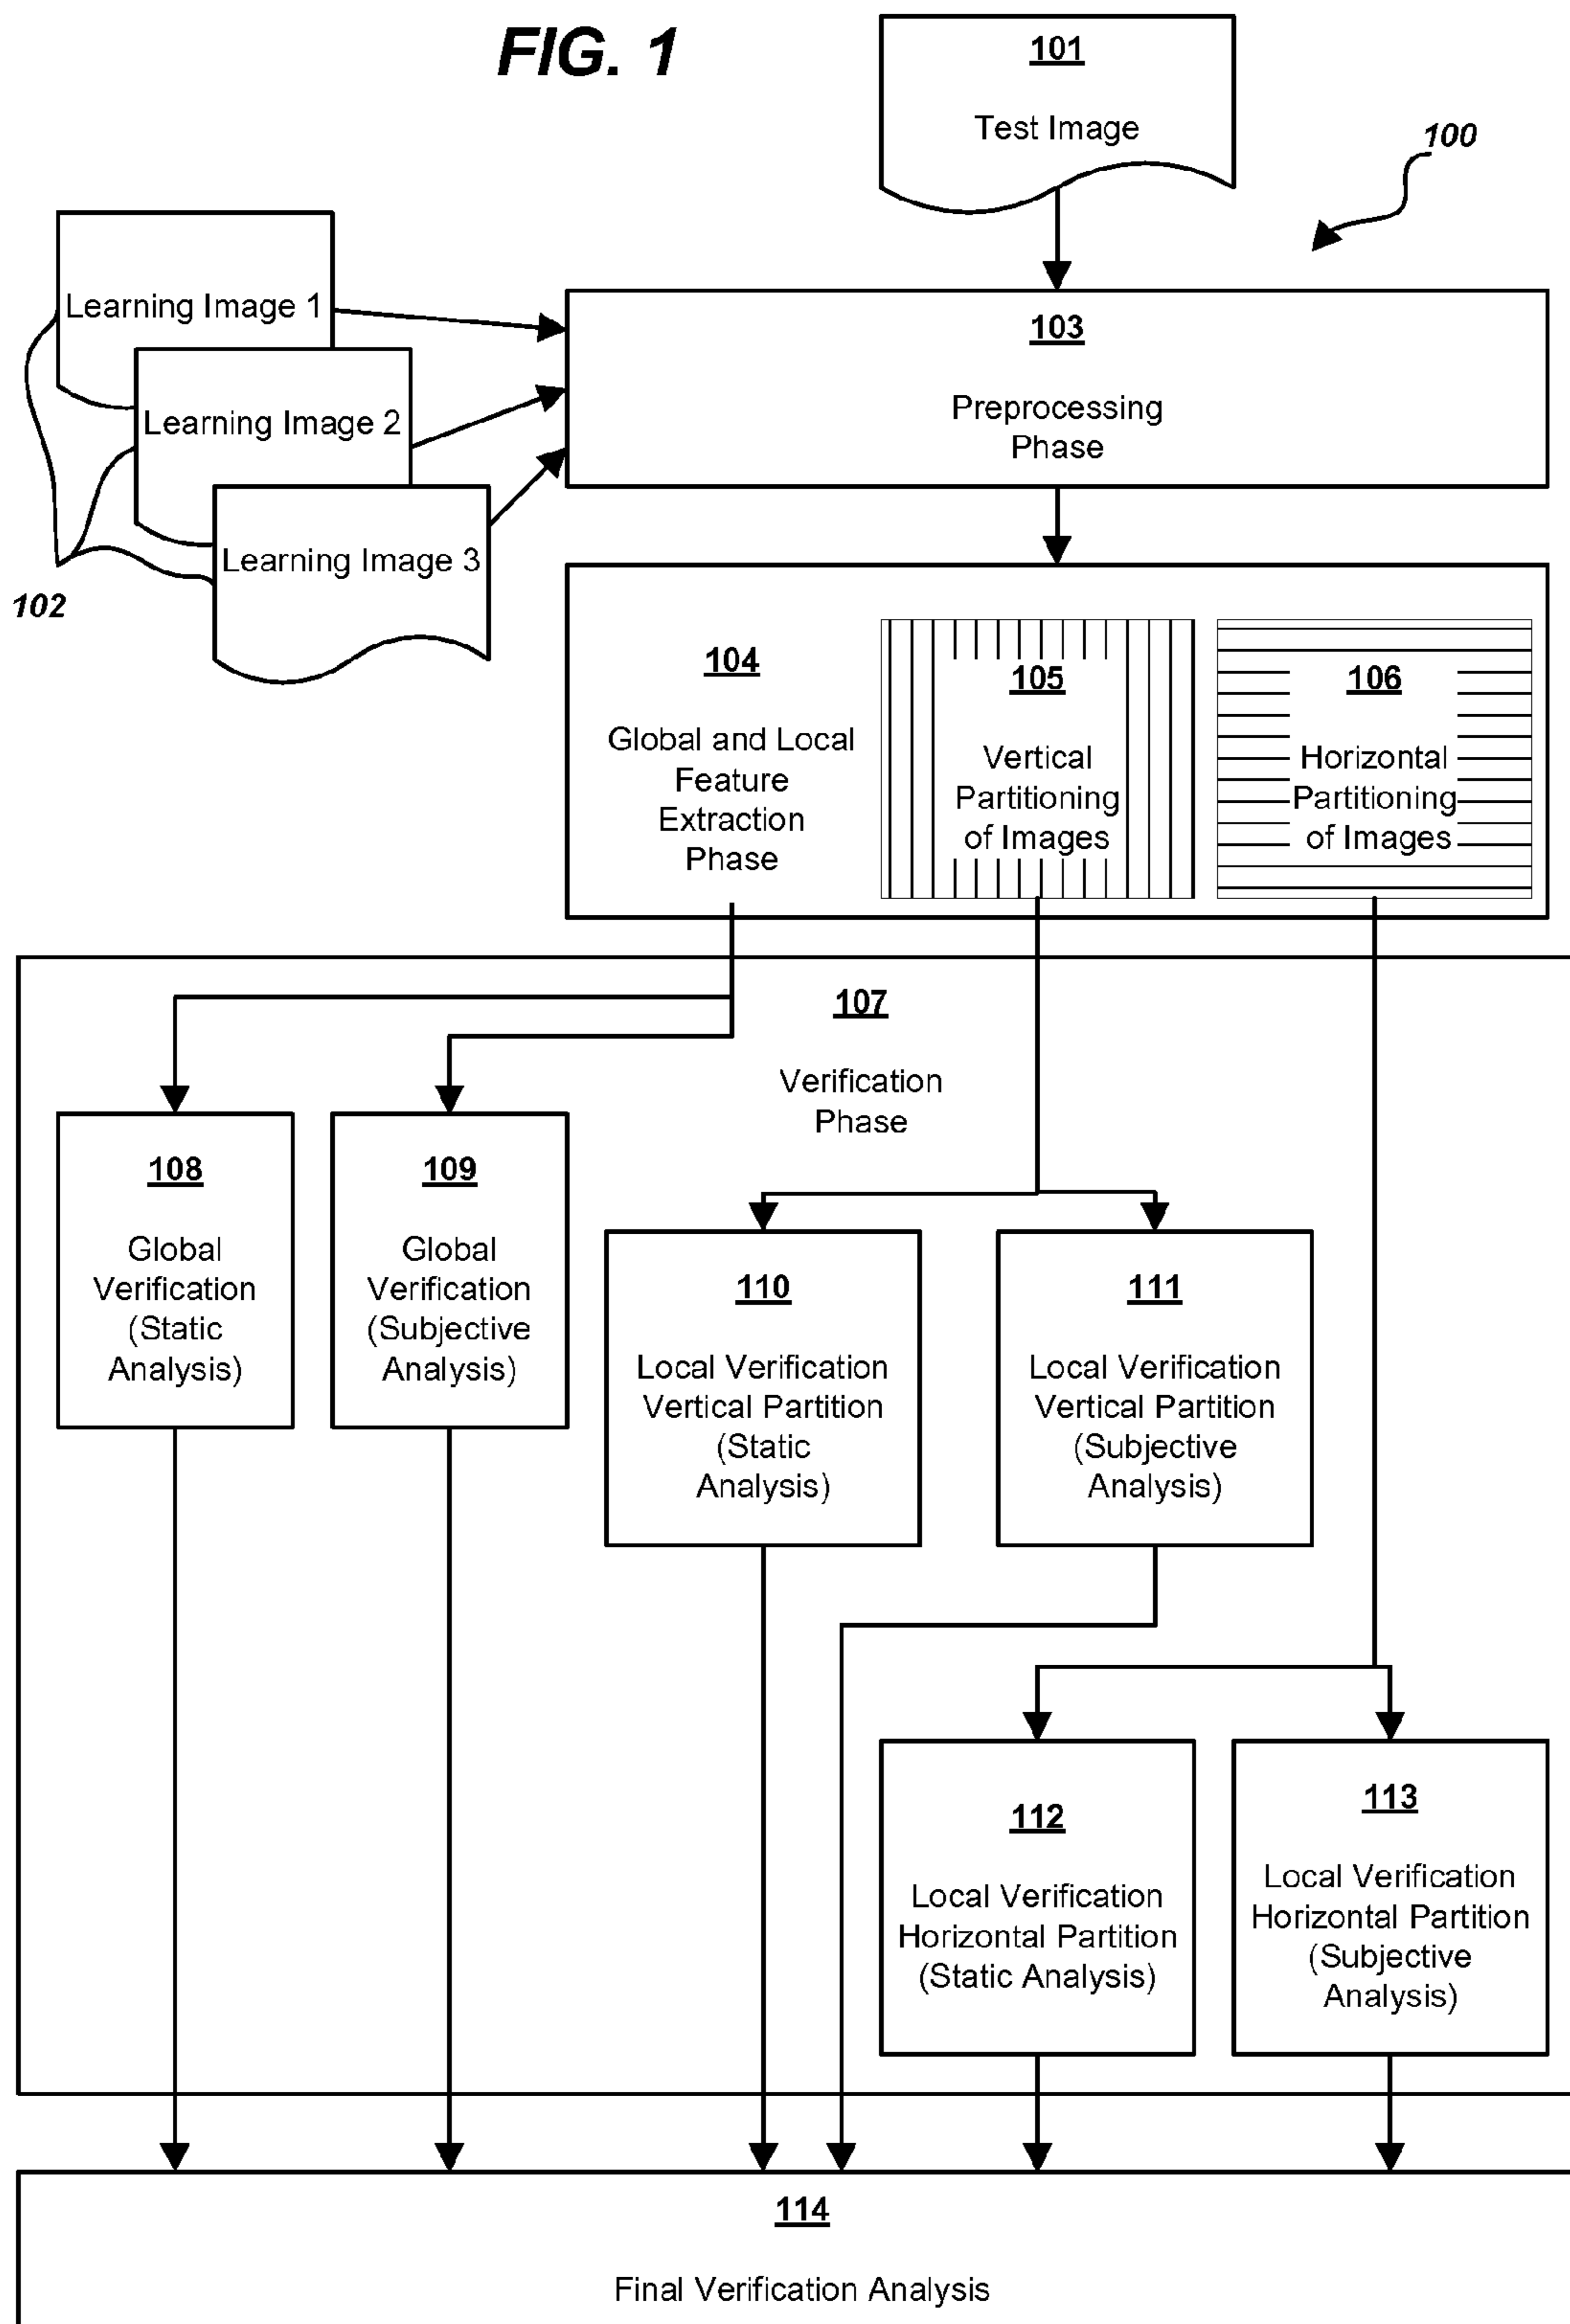 FIG. 1
101
Test Image
100
Learning Image 1
Learning Image 2
Learning Image 3
102
103
Preprocessing
Phase
104
Global and Local
Feature
Extraction
Phase
105
Vertical
Partitioning
of Images
106
Horizontal
Partitioning
of Images
107
Verification
Phase
108
Global
Verification
(Static
Analysis)
109
Global
Verification
(Subjective
Analysis)
110
Local Verification
Vertical Partition
(Static
Analysis)
111
Local Verification
Vertical Partition
(Subjective
Analysis)
112
Local Verification
Horizontal Partition
(Static Analysis)
113
Local Verification
Horizontal Partition
(Subjective
Analysis)
114
Final Verification Analysis